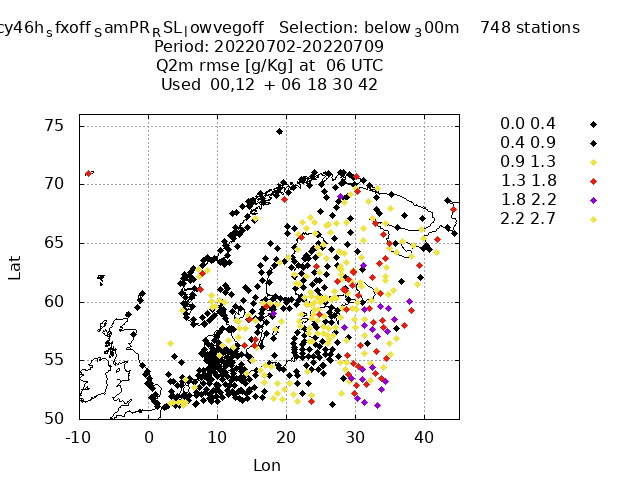 cy46h_sfxoff_SamPR_RSL_lowvegoff Selection: below_300m 748 stations
Period: 20220702-20220709
Q2m rmse [g/Kg] at 06 UTC
Used 00,12 + 06 18 30 42
0.0 0.4
0.4 0.9
0.9 1.3
1.3 1.8
1.8 2.2
2.2 2.7
75
70
65
60
55
50
Lat
-10 0 10 20 30 40
Lon